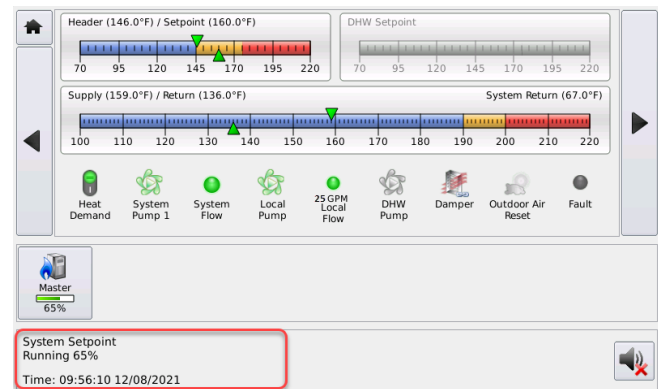 Header (146.0°F) / Setpoint (160.0°F)
DHW Setpoint
70 95 120 145 170 195 220
70 95 120 145 170 195 220
Supply (159.0°F) / Return (136.0°F)
System Return (67.0°F)
100 110 120 130 140 150 160 170 180 190 200 210 220
Heat Demand
System Pump 1
System Flow
Local Pump
25 GPM Local Flow
DHW Pump
Damper
Outdoor Air Reset
Fault
Master
65%
System Setpoint
Running 65%
Time: 09:56:10 12/08/2021